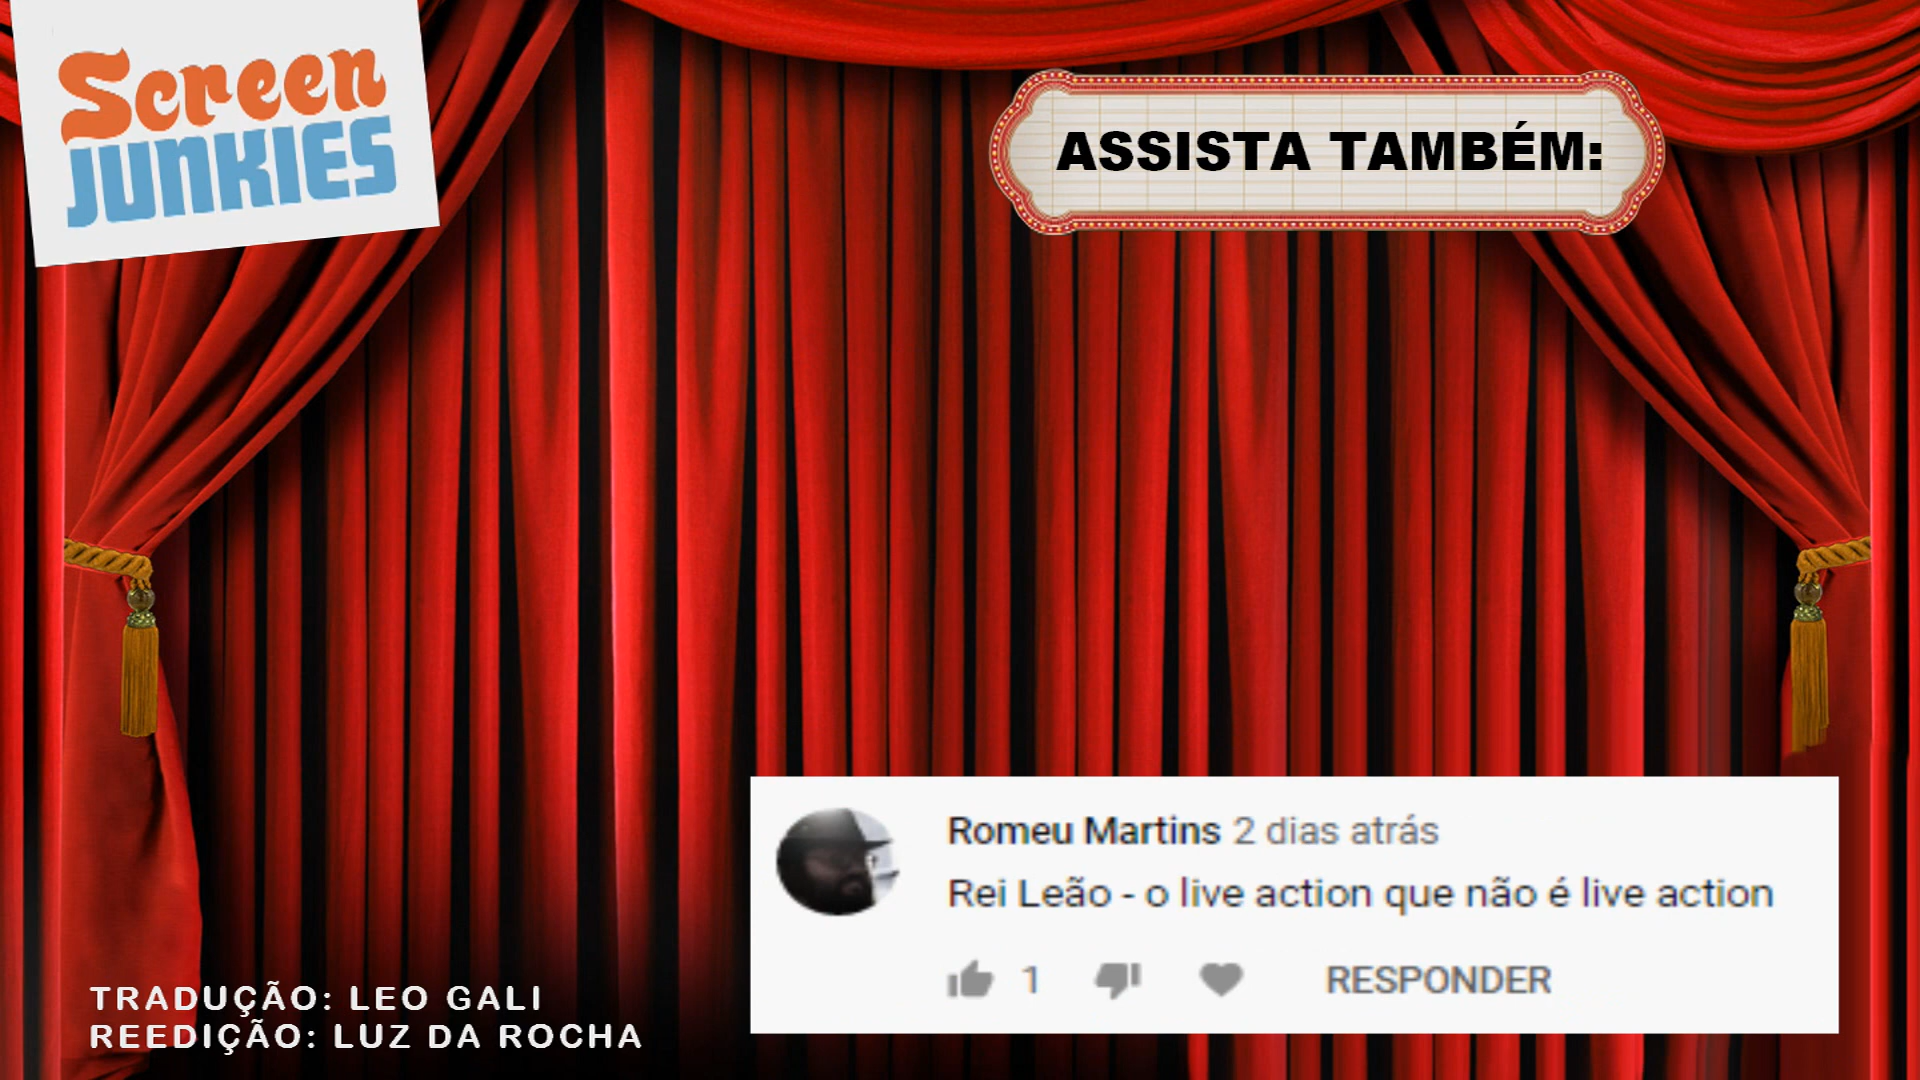 Screen
JUNKIES
ASSISTA TAMBÉM:
Romeu Martins 2 dias atrás
Rei Leão - o live action que não é live action
1 RESPONDER
TRADUÇÃO: LEO GALI
REEDIÇÃO: LUZ DA ROCHA